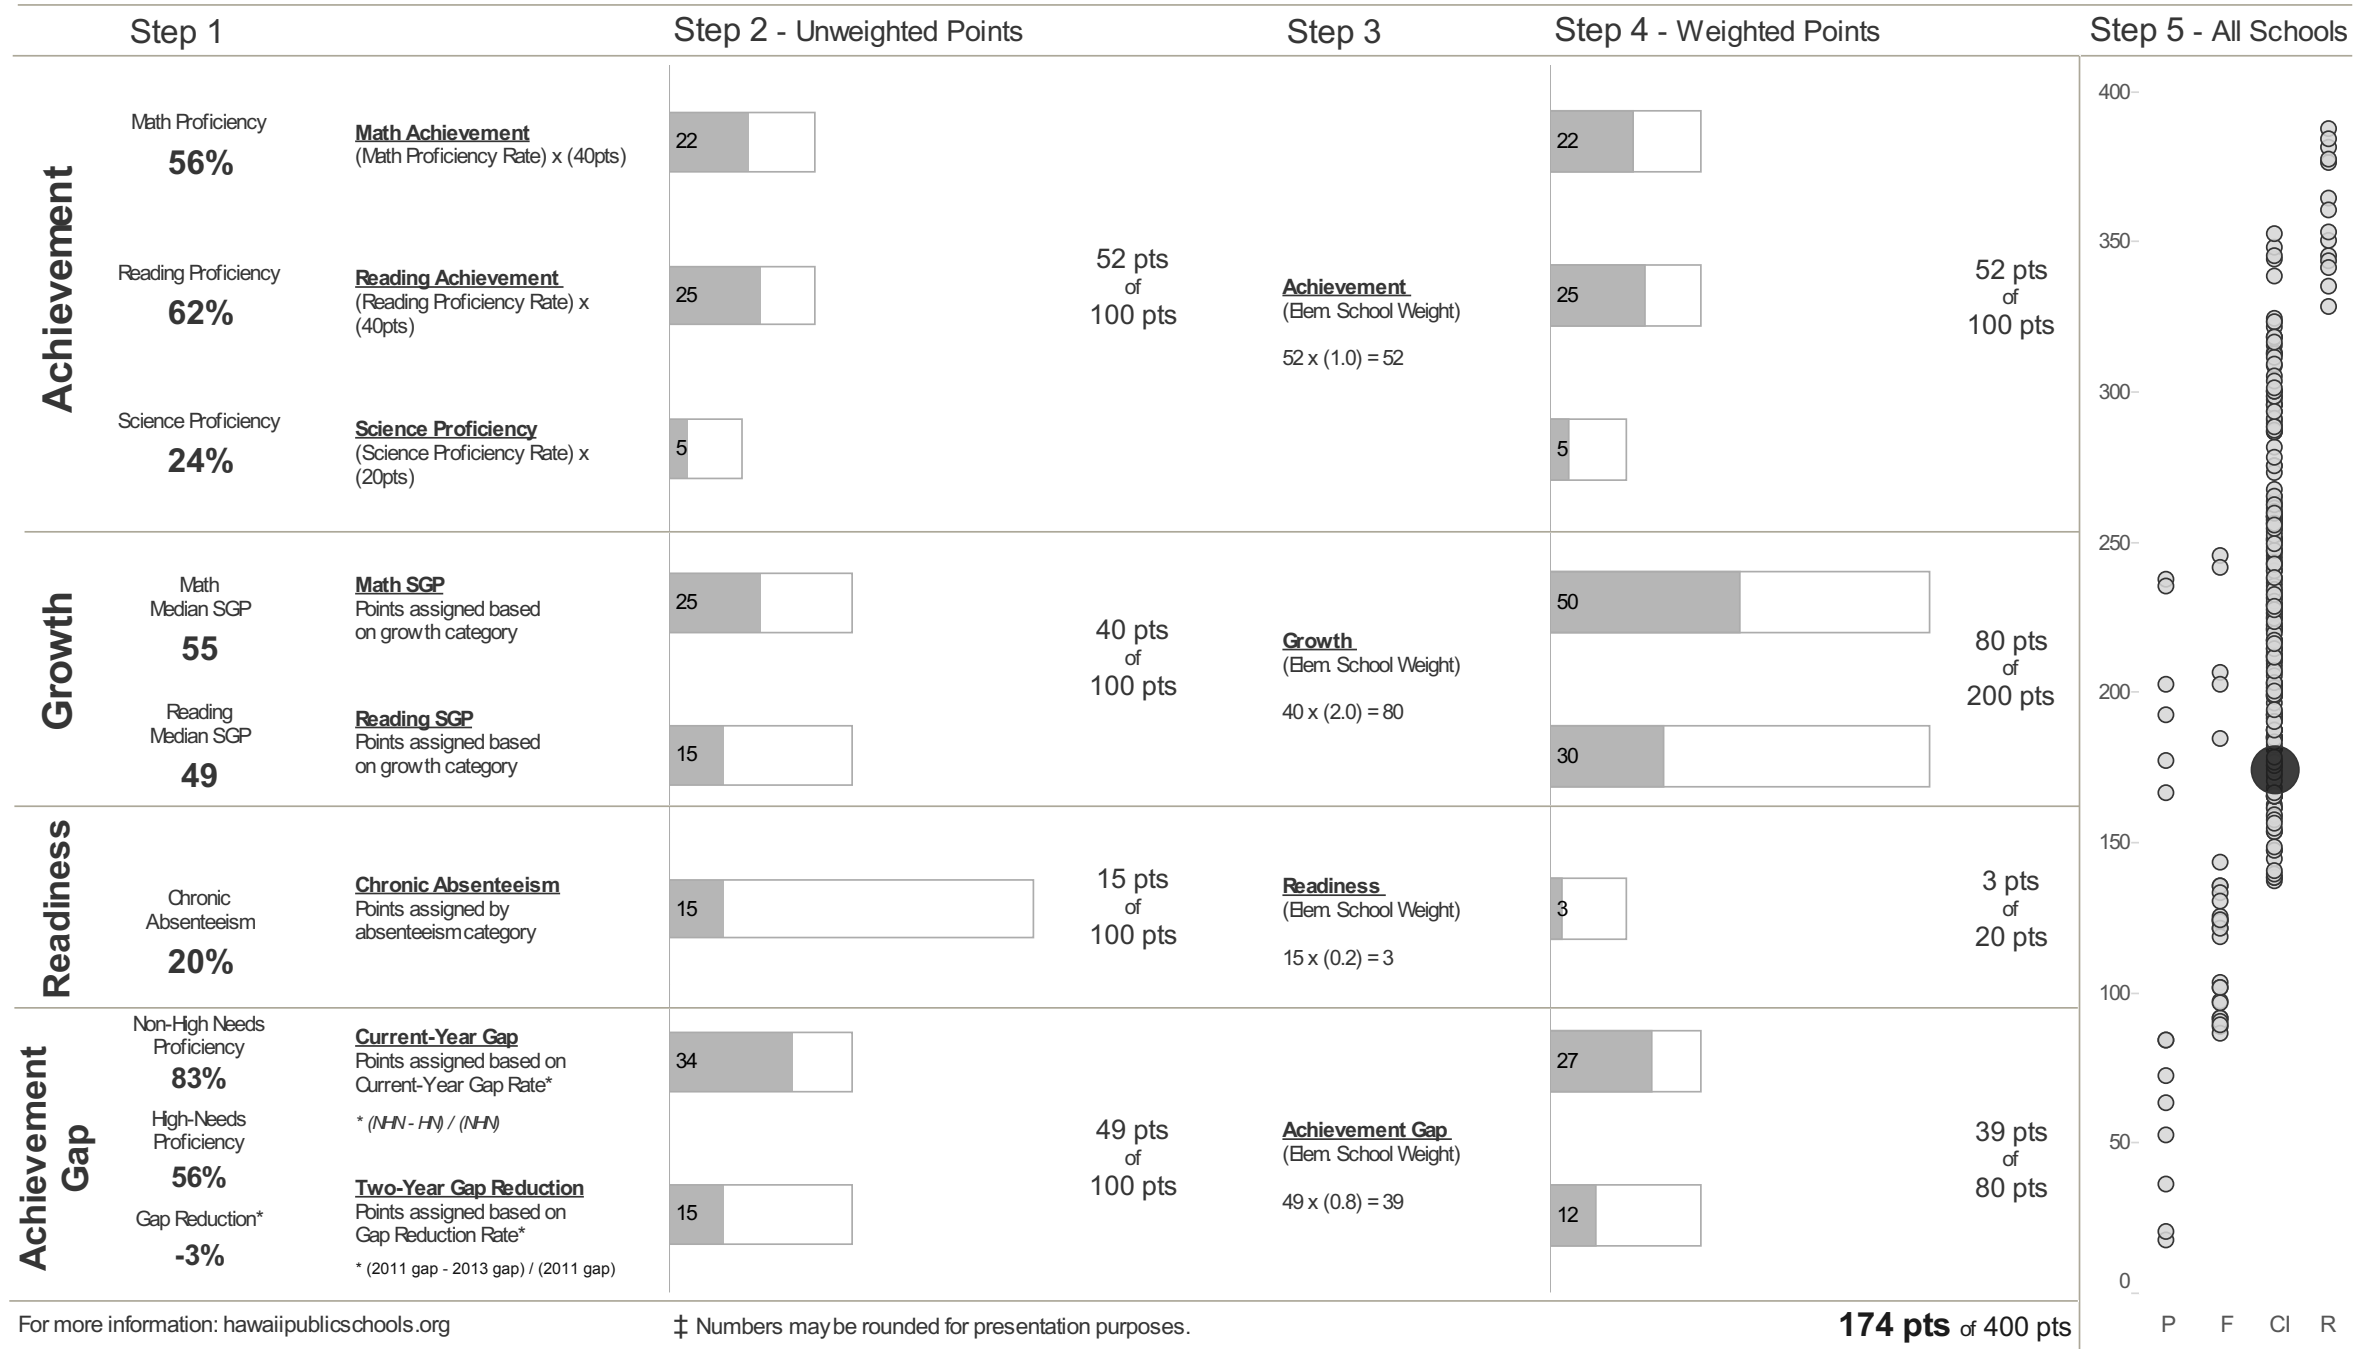 Step 1
Step 2 - Unweighted Points
Step 3
Step 4 - Weighted Points
Step 5 - All Schools
Achievement
Math Proficiency
56%
Math Achievement
(Math Proficiency Rate) x (40pts)
22
22
Reading Proficiency
62%
Reading Achievement
(Reading Proficiency Rate) x
(40pts)
25
52 pts
of
100 pts
Achievement
(Elem. School Weight)
52 x (1.0) = 52
25
52 pts
of
100 pts
Science Proficiency
24%
Science Proficiency
(Science Proficiency Rate) x
(20pts)
5
5
Growth
Math
Median SGP
55
Math SGP
Points assigned based
on growth category
25
40 pts
of
100 pts
Growth
(Elem. School Weight)
40 x (2.0) = 80
50
80 pts
of
200 pts
Reading
Median SGP
49
Reading SGP
Points assigned based
on growth category
15
30
Readiness
Chronic
Absenteeism
20%
Chronic Absenteeism
Points assigned by
absenteeism category
15
15 pts
of
100 pts
Readiness
(Elem. School Weight)
15 x (0.2) = 3
3
3 pts
of
20 pts
Achievement
Gap
Non-High Needs
Proficiency
83%
High-Needs
Proficiency
56%
Gap Reduction*
-3%
Current-Year Gap
Points assigned based on
Current-Year Gap Rate*
* (NHN - HN) / (NHN)
Two-Year Gap Reduction
Points assigned based on
Gap Reduction Rate*
* (2011 gap - 2013 gap) / (2011 gap)
34
15
49 pts
of
100 pts
Achievement Gap
(Elem. School Weight)
49 x (0.8) = 39
27
12
39 pts
of
80 pts
400
350
300
250
200
150
100
50
0
P F CI R
For more information: hawaiipublicschools.org
‡ Numbers may be rounded for presentation purposes.
174 pts of 400 pts